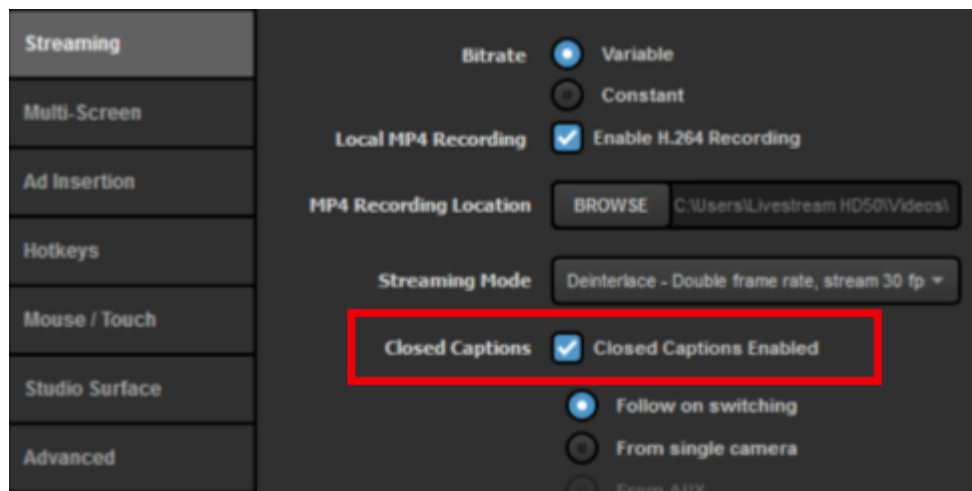 Streaming
Multi-Screen
Ad Insertion
Hotkeys
Mouse / Touch
Studio Surface
Advanced
Bitrate Variable
Constant
Local MP4 Recording Enable H.264 Recording
MP4 Recording Location BROWSE C:\Users\Livestream HD50\Videos\
Streaming Mode Deinterlace - Double frame rate, stream 30 fp
Closed Captions Closed Captions Enabled
Follow on switching
From single camera
From AUX